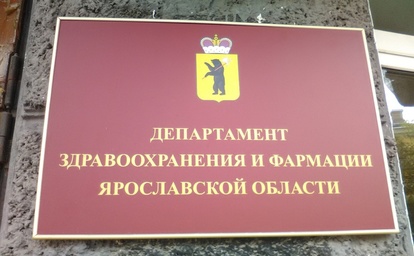 ДЕПАРТАМЕНТ
ЗДРАВООХРАНЕНИЯ И ФАРМАЦИИ
ЯРОСЛАВСКОЙ ОБЛАСТИ